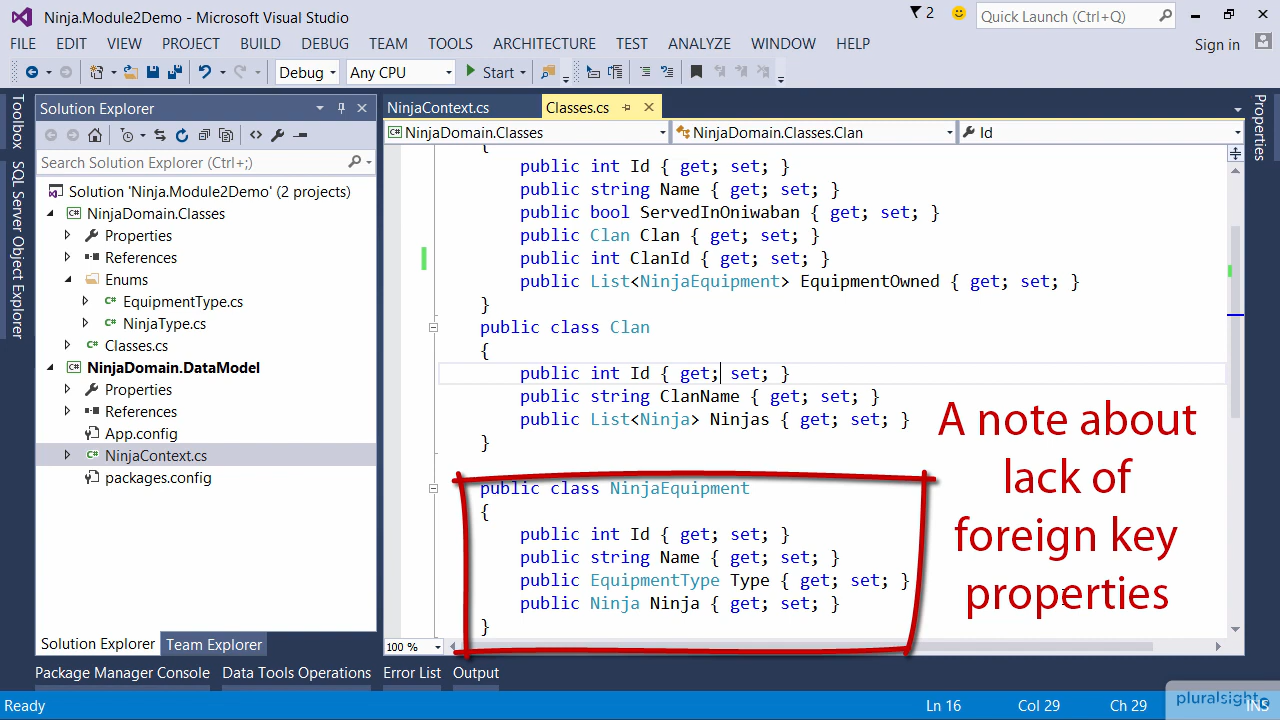 Ninja.Module2Demo - Microsoft Visual Studio
2
Quick Launch (Ctrl+Q)
FILE EDIT VIEW PROJECT BUILD DEBUG TEAM TOOLS ARCHITECTURE TEST ANALYZE WINDOW HELP
Sign in
Debug Any CPU Start
Toolbox
SQL Server Object Explorer
Solution Explorer
Search Solution Explorer (Ctrl+;)
Solution 'Ninja.Module2Demo' (2 projects)
NinjaDomain.Classes
Properties
References
Enums
EquipmentType.cs
NinjaType.cs
Classes.cs
NinjaDomain.DataModel
Properties
References
App.config
NinjaContext.cs
packages.config
Solution Explorer Team Explorer
NinjaContext.cs Classes.cs
NinjaDomain.Classes NinjaDomain.Classes.Clan Id
{
public int Id { get; set; }
public string Name { get; set; }
public bool ServedInOniwaban { get; set; }
public Clan Clan { get; set; }
public int ClanId { get; set; }
public List<NinjaEquipment> EquipmentOwned { get; set; }
}
public class Clan
{
public int Id { get; set; }
public string ClanName { get; set; }
public List<Ninja> Ninjas { get; set; }
}
public class NinjaEquipment
{
public int Id { get; set; }
public string Name { get; set; }
public EquipmentType Type { get; set; }
public Ninja Ninja { get; set; }
}
A note about
lack of
foreign key
properties
100 %
Properties
Package Manager Console Data Tools Operations Error List Output
Ready Ln 16 Col 29 Ch 29 INS
pluralsight